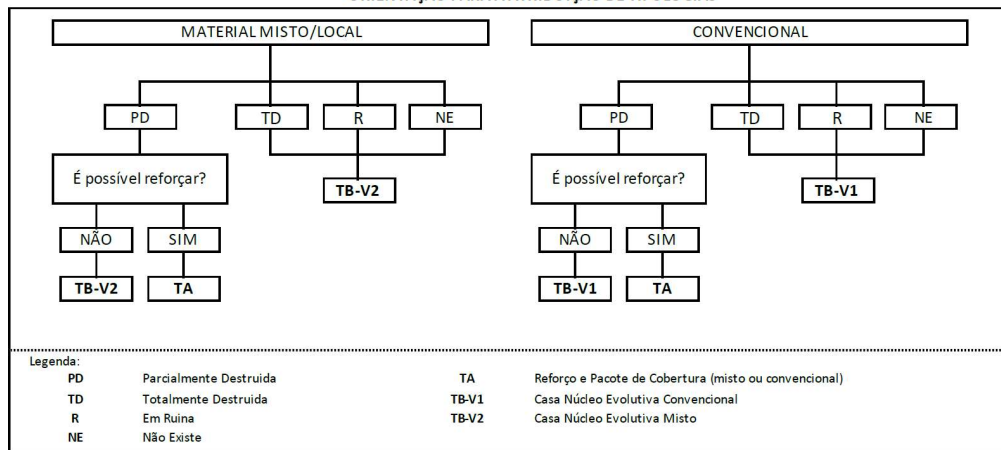 MATERIAL MISTO/LOCAL
CONVENCIONAL
PD
TD
R
NE
PD
TD
R
NE
É possível reforçar?
TB-V2
É possível reforçar?
TB-V1
NÃO
SIM
NÃO
SIM
TB-V2
TA
TB-V1
TA
Legenda:
PD Parcialmente Destruida
TA Reforço e Pacote de Cobertura (misto ou convencional)
TD Totalmente Destruida
TB-V1 Casa Núcleo Evolutiva Convencional
R Em Ruina
TB-V2 Casa Núcleo Evolutiva Misto
NE Não Existe